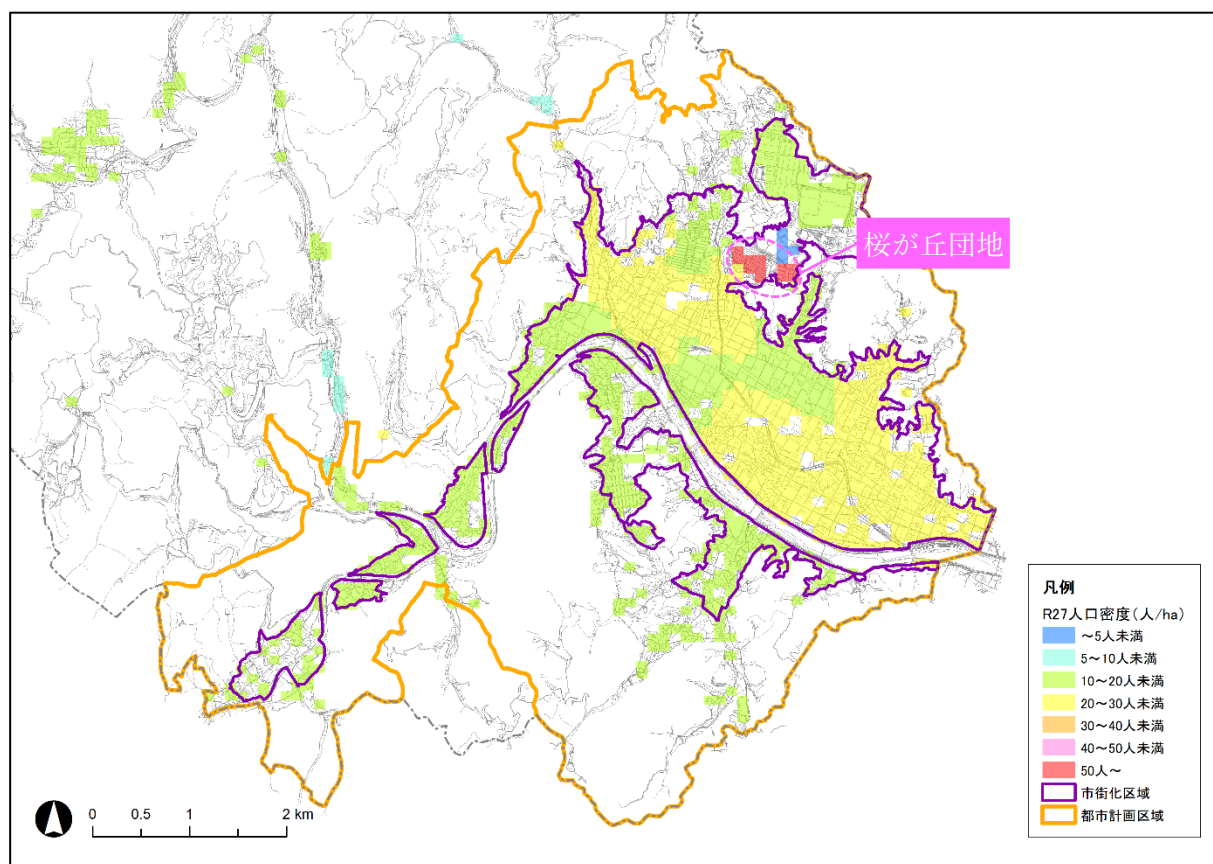 桜が丘団地
凡例
R27人口密度(人/ha)
~5人未満
5~10人未満
10~20人未満
20~30人未満
30~40人未満
40~50人未満
50人~
市街化区域
都市計画区域
0 0.5 1 2 km